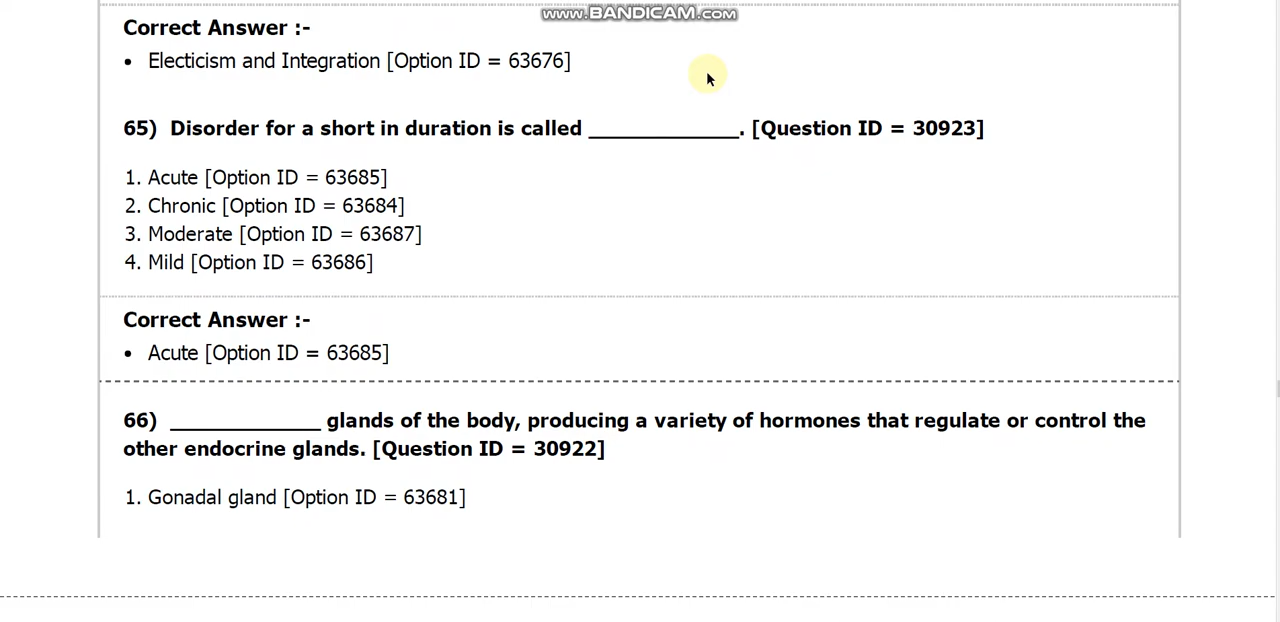 www.BANDICAM.com
Correct Answer :-
• Electicism and Integration [Option ID = 63676]
65) Disorder for a short in duration is called _____________. [Question ID = 30923]
1. Acute [Option ID = 63685]
2. Chronic [Option ID = 63684]
3. Moderate [Option ID = 63687]
4. Mild [Option ID = 63686]
Correct Answer :-
• Acute [Option ID = 63685]
66) _____________ glands of the body, producing a variety of hormones that regulate or control the
other endocrine glands. [Question ID = 30922]
1. Gonadal gland [Option ID = 63681]